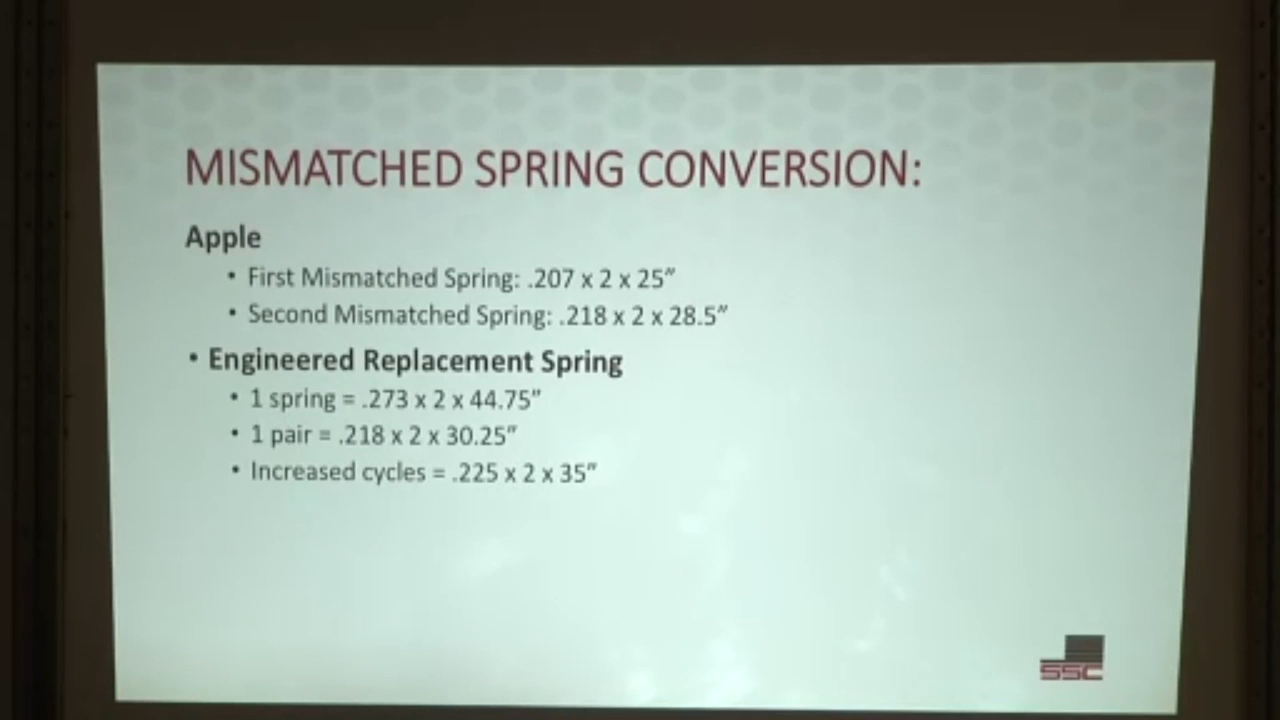 MISMATCHED SPRING CONVERSION:
Apple
• First Mismatched Spring: .207 x 2 x 25”
• Second Mismatched Spring: .218 x 2 x 28.5”
• Engineered Replacement Spring
• 1 spring = .273 x 2 x 44.75”
• 1 pair = .218 x 2 x 30.25”
• Increased cycles = .225 x 2 x 35”
SSC